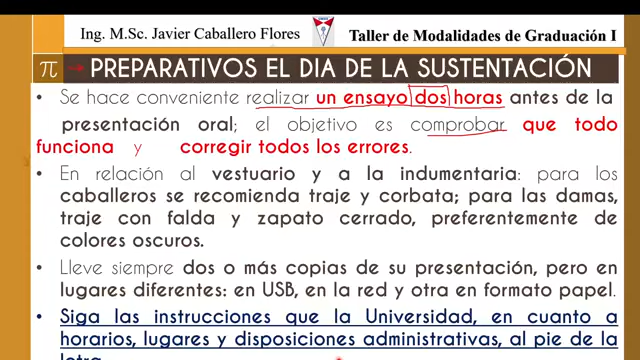 Ing. M.Sc. Javier Caballero Flores
Taller de Modalidades de Graduación I
π PREPARATIVOS EL DIA DE LA SUSTENTACIÓN
• Se hace conveniente realizar un ensayo dos horas antes de la
presentación oral; el objetivo es comprobar que todo
funciona y corregir todos los errores.
• En relación al vestuario y a la indumentaria: para los
caballeros se recomienda traje y corbata; para las damas,
traje con falda y zapato cerrado, preferentemente de
colores oscuros.
• Lleve siempre dos o más copias de su presentación, pero en
lugares diferentes: en USB, en la red y otra en formato papel.
• Siga las instrucciones que la Universidad, en cuanto a
horarios, lugares y disposiciones administrativas, al pie de la
letra